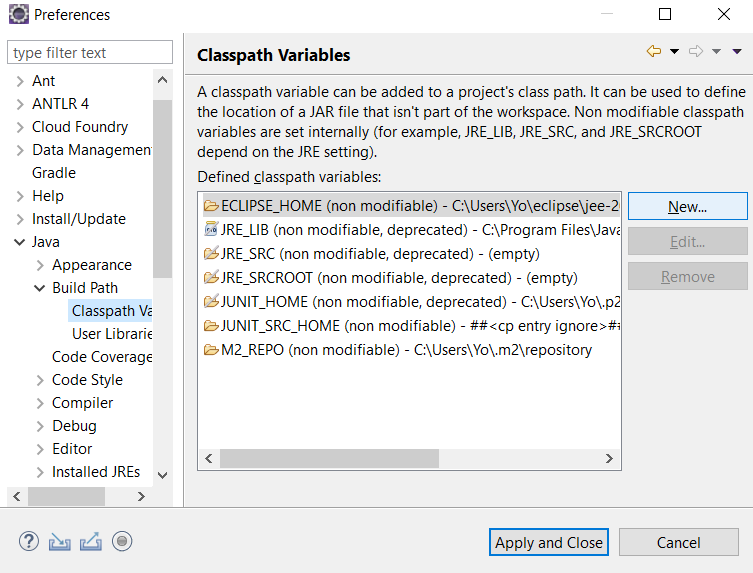 Preferences
type filter text
Ant
ANTLR 4
Cloud Foundry
Data Management
Gradle
Help
Install/Update
Java
Appearance
Build Path
Classpath Va
User Librarie
Code Coverage
Code Style
Compiler
Debug
Editor
Installed JREs
Classpath Variables
A classpath variable can be added to a project's class path. It can be used to define
the location of a JAR file that isn't part of the workspace. Non modifiable classpath
variables are set internally (for example, JRE_LIB, JRE_SRC, and JRE_SRCROOT
depend on the JRE setting).
Defined classpath variables:
ECLIPSE_HOME (non modifiable) - C:\Users\Yo\eclipse\jee-2
JRE_LIB (non modifiable, deprecated) - C:\Program Files\Java
JRE_SRC (non modifiable, deprecated) - (empty)
JRE_SRCROOT (non modifiable, deprecated) - (empty)
JUNIT_HOME (non modifiable, deprecated) - C:\Users\Yo\.p2
JUNIT_SRC_HOME (non modifiable) - ##<cp entry ignore>##
M2_REPO (non modifiable) - C:\Users\Yo\.m2\repository
New...
Edit...
Remove
Apply and Close
Cancel